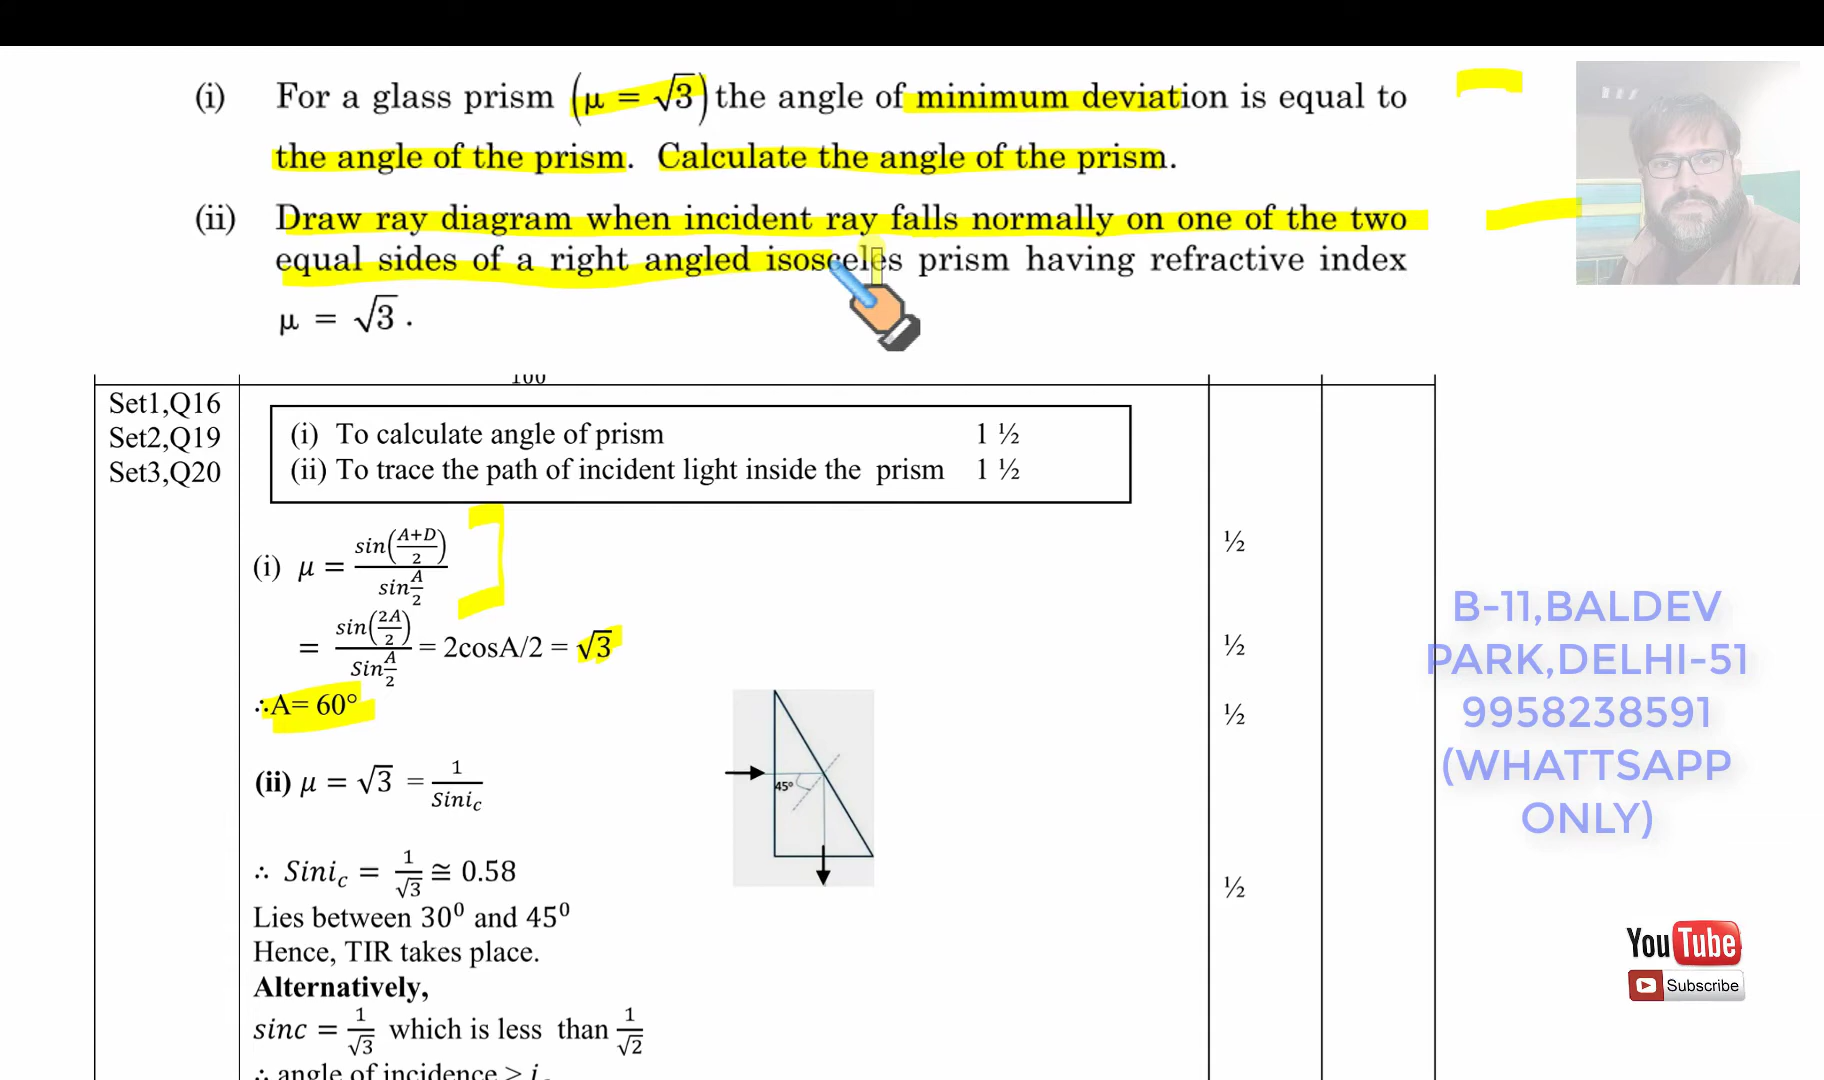 (i) For a glass prism (μ = √3) the angle of minimum deviation is equal to
the angle of the prism. Calculate the angle of the prism.
(ii) Draw ray diagram when incident ray falls normally on one of the two
equal sides of a right angled isosceles prism having refractive index
μ = √3 .
100
Set1,Q16
Set2,Q19
Set3,Q20
(i) To calculate angle of prism 1 ½
(ii) To trace the path of incident light inside the prism 1 ½
(i) μ = sin((A+D)/2) / sin(A/2) ½
= sin(2A/2) / Sin(A/2) = 2cosA/2 = √3 ½
∴A= 60° ½
45°
(ii) μ = √3 = 1/Sini_c
∴ Sini_c = 1/√3 ≅ 0.58 ½
Lies between 30⁰ and 45⁰
Hence, TIR takes place.
Alternatively,
sinc = 1/√3 which is less than 1/√2
∴ angle of incidence > i_c
B-11,BALDEV
PARK,DELHI-51
9958238591
(WHATTSAPP
ONLY)
YouTube
Subscribe